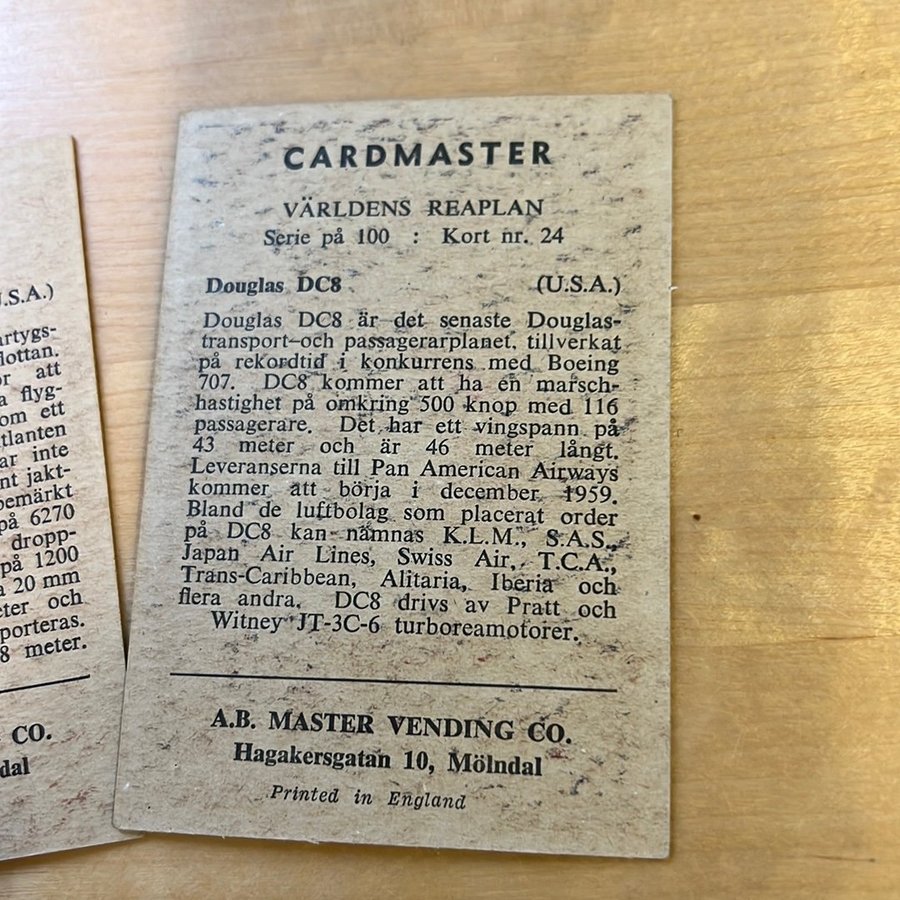 J.S.A.)
artygs-
lottan.
or att
a flyg-
om ett
tlanten
ar inte
nt jakt-
bemärkt
på 6270
dropp-
på 1200
a 20 mm
eter och
porteras.
8 meter.
CO.
dal
CARDMASTER
VÄRLDENS REAPLAN
Serie på 100 : Kort nr. 24
Douglas DC8 (U.S.A.)
Douglas DC8 är det senaste Douglas-
transport-och passagerarplanet, tillverkat
på rekordtid i konkurrens med Boeing
707. DC8 kommer att ha en marsch-
hastighet på omkring 500 knop med 116
passagerare. Det har ett vingspann på
43 meter och är 46 meter långt.
Leveranserna till Pan American Airways
kommer att börja i december 1959.
Bland de luftbolag som placerat order
på DC8 kan nämnas K.L.M., S.A.S.,
Japan Air Lines, Swiss Air, T.C.A.,
Trans-Caribbean, Alitaria, Iberia och
flera andra. DC8 drivs av Pratt och
Witney JT-3C-6 turboreamotorer.
A.B. MASTER VENDING CO.
Hagakersgatan 10, Mölndal
Printed in England